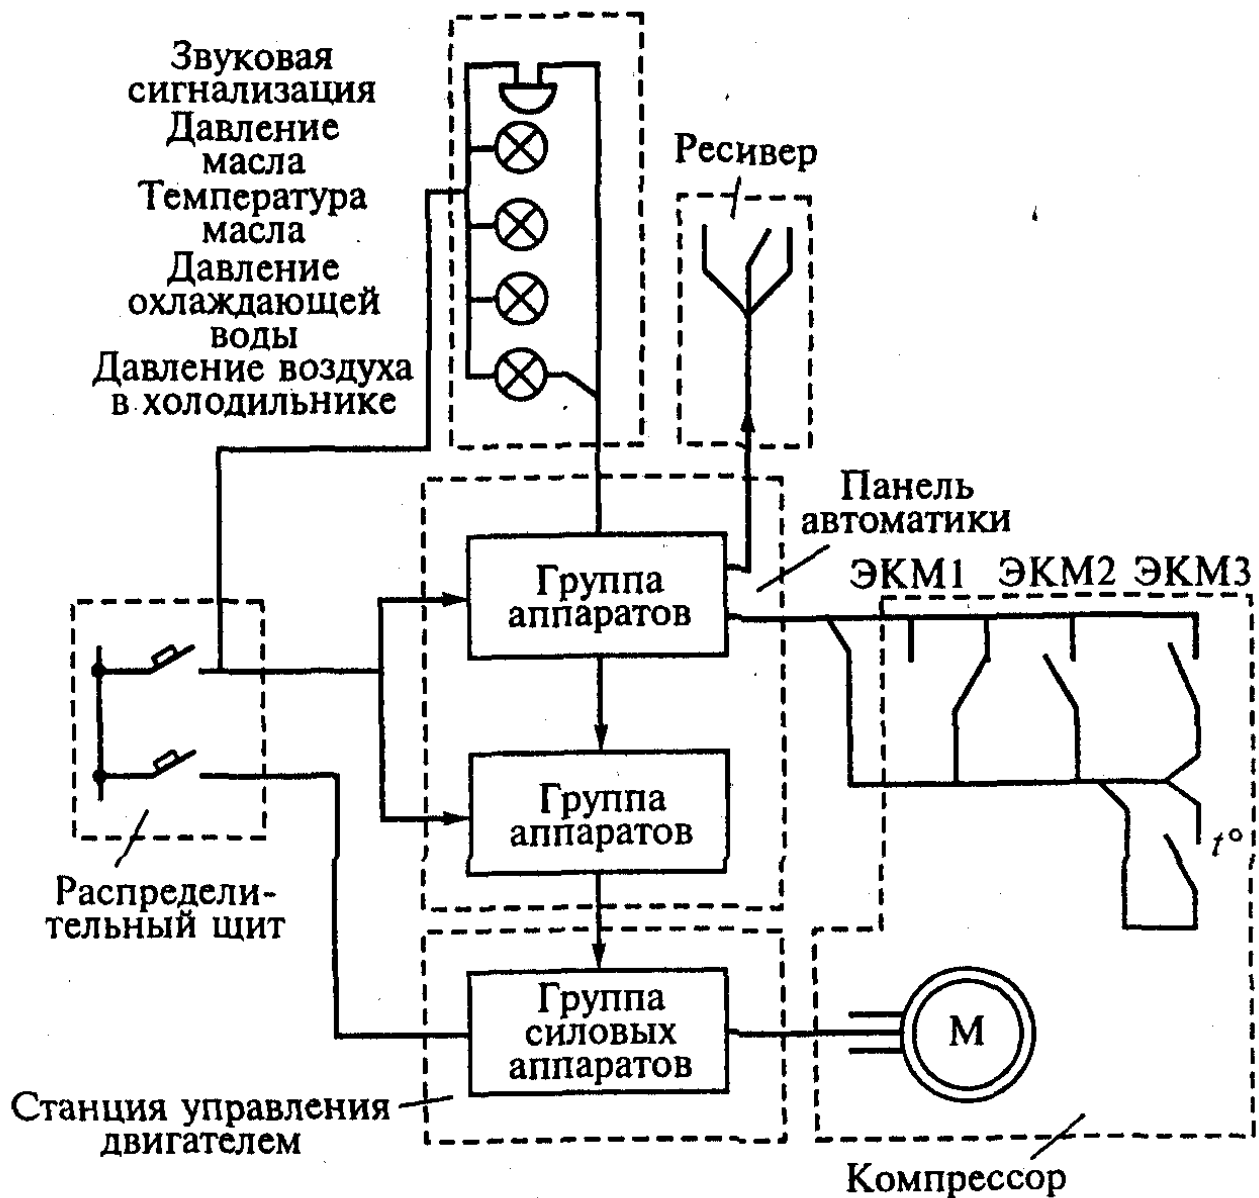 Звуковая
сигнализация
Давление
масла
Температура
масла
Давление
охлаждающей
воды
Давление воздуха
в холодильнике
Ресивер
Панель
автоматики
ЭКМ1 ЭКМ2 ЭКМ3
Группа
аппаратов
Группа
аппаратов
t°
Распредели-
тельный щит
Группа
силовых
аппаратов
М
Станция управления
двигателем
Компрессор